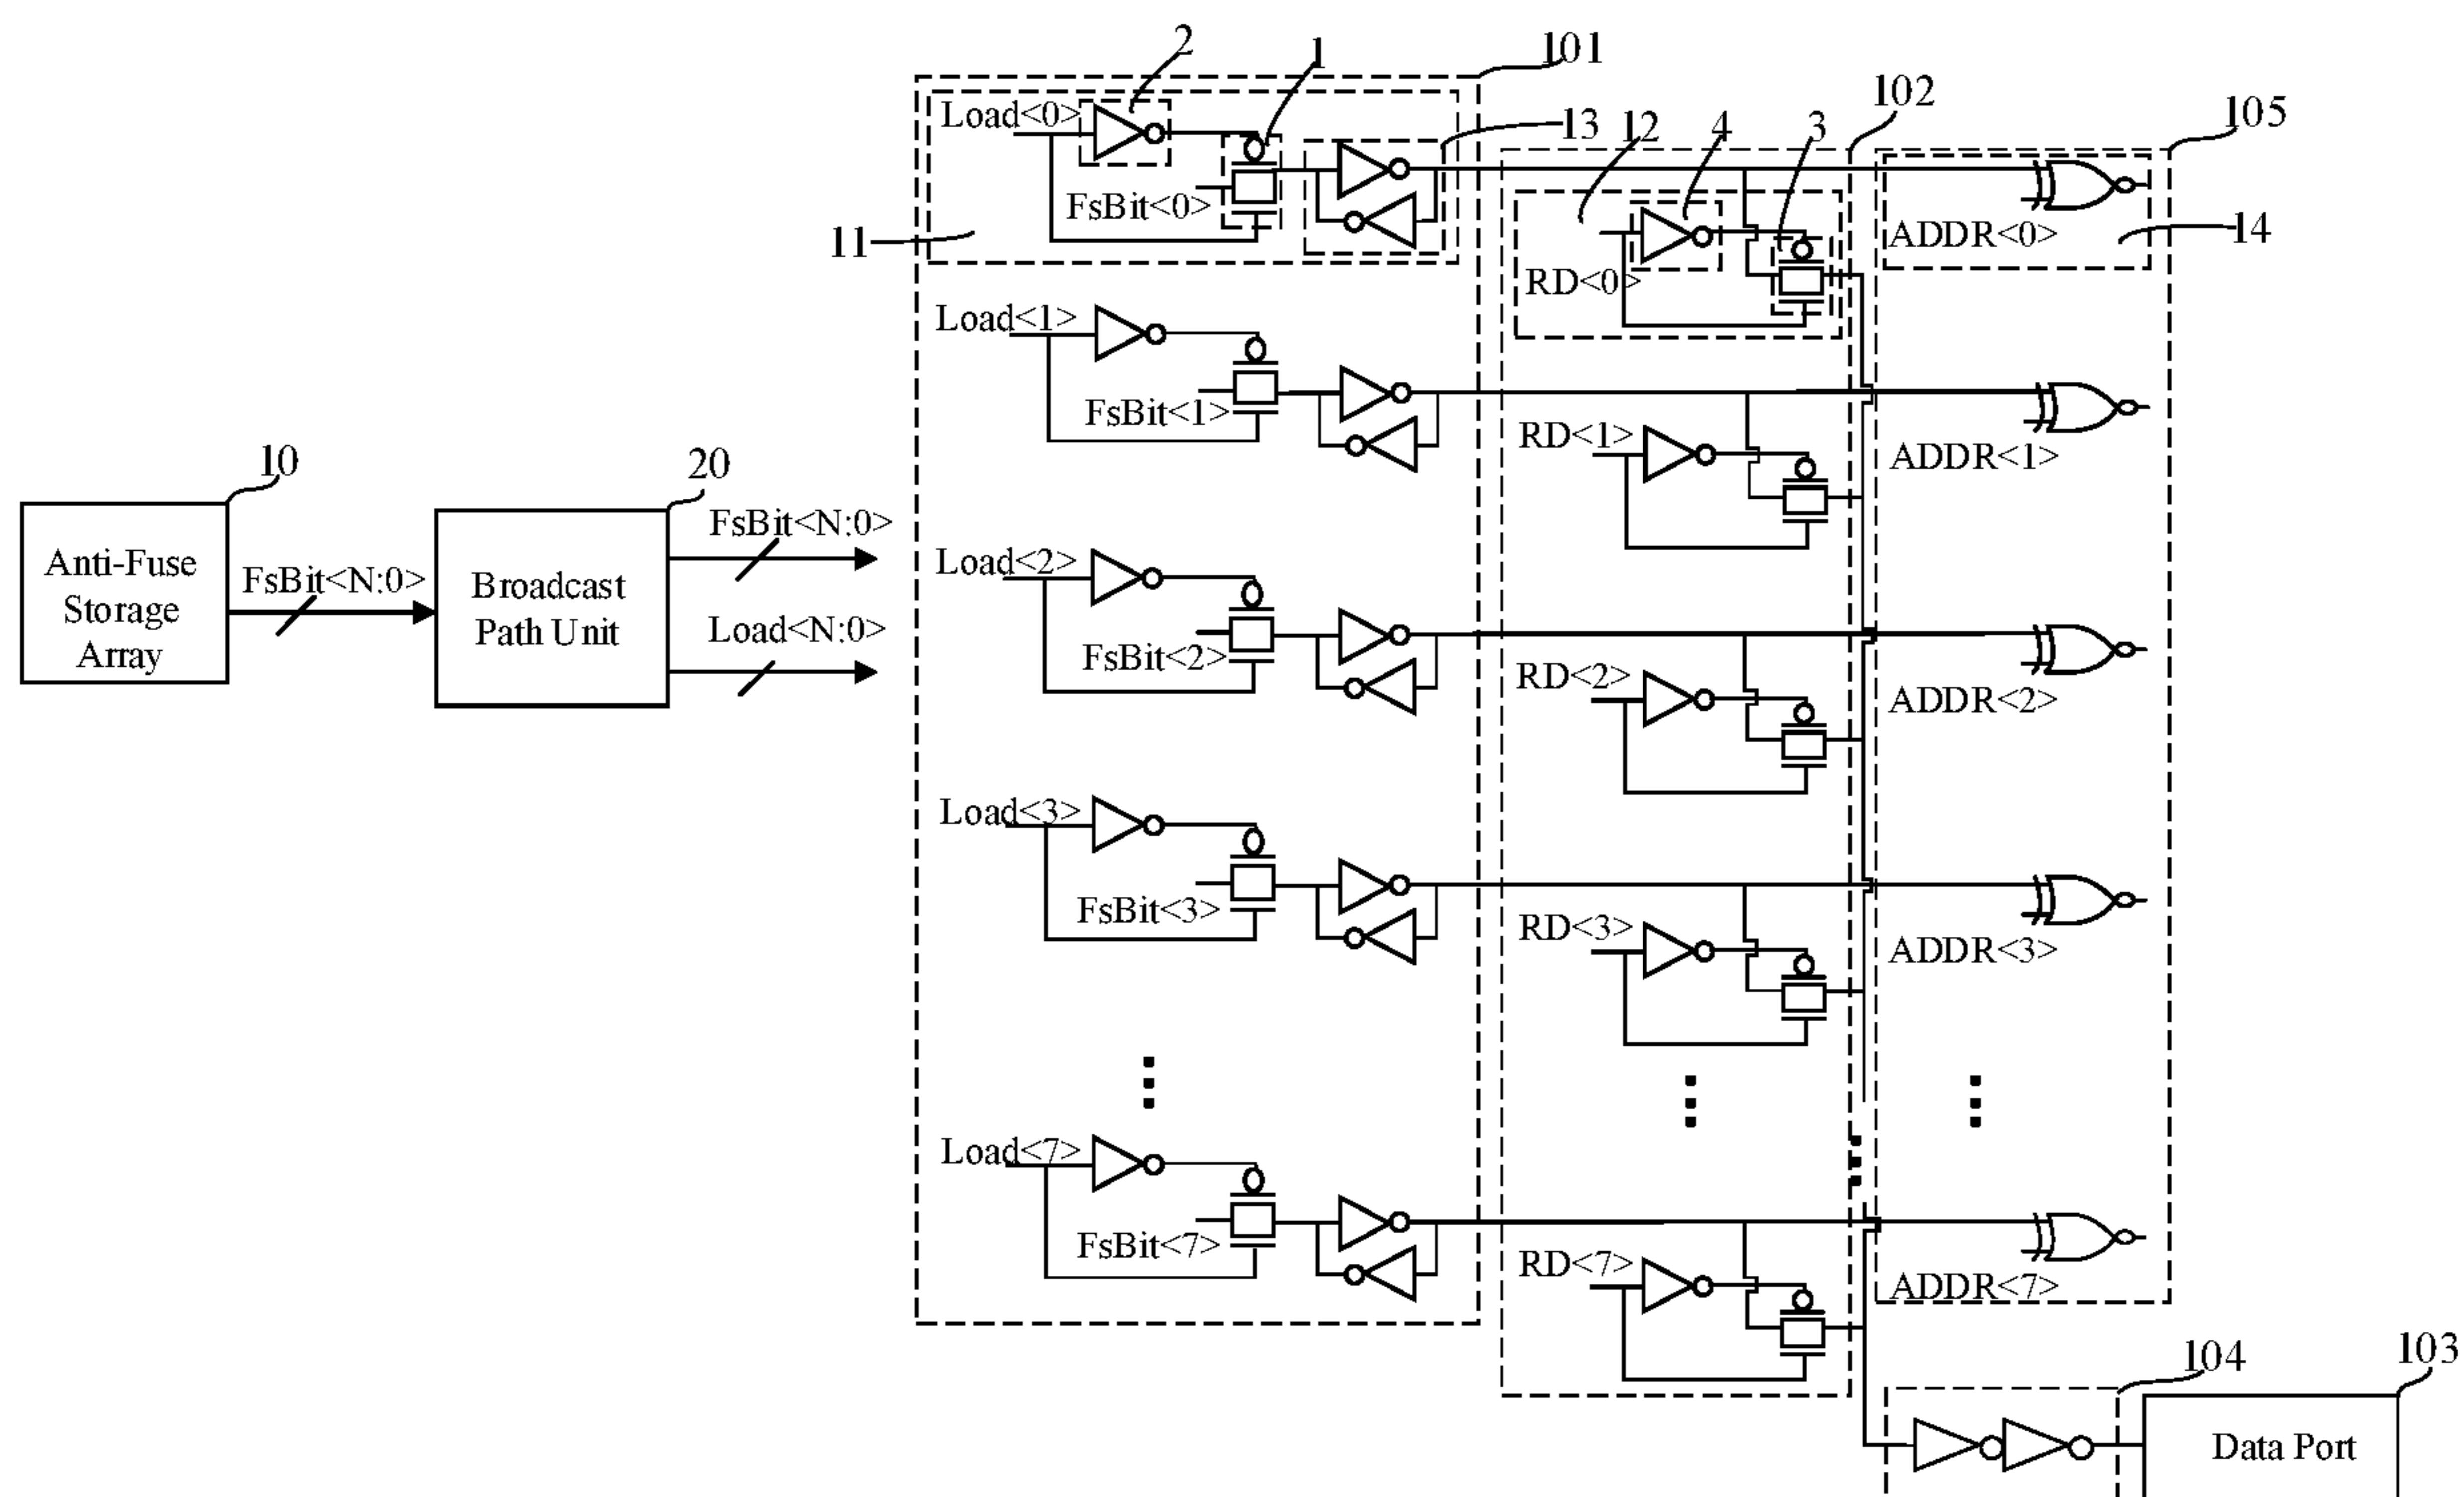 2
1
101
Load<0>
13
12
4
3
102
105
FsBit<0>
11
RD<0>
ADDR<0>
14
Load<1>
FsBit<1>
RD<1>
ADDR<1>
10
20
Anti-Fuse
Storage
Array
FsBit<N:0>
Broadcast
Path Unit
FsBit<N:0>
Load<N:0>
Load<2>
FsBit<2>
RD<2>
ADDR<2>
Load<3>
FsBit<3>
RD<3>
ADDR<3>
Load<7>
FsBit<7>
RD<7>
ADDR<7>
104
103
Data Port